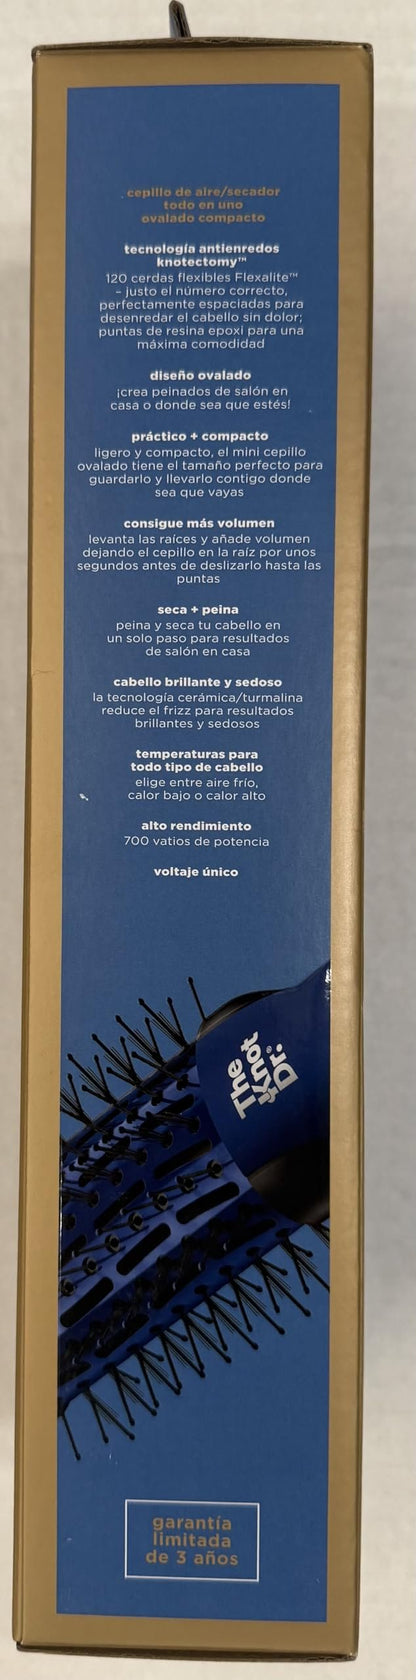 cepillo de aire/secador
todo en uno
ovalado compacto
tecnología antienredos
knotectomy™
120 cerdas flexibles Flexalite™
– justo el número correcto,
perfectamente espaciadas para
desenredar el cabello sin dolor;
puntas de resina epoxi para una
máxima comodidad
diseño ovalado
¡crea peinados de salón en
casa o donde sea que estés!
práctico + compacto
ligero y compacto, el mini cepillo
ovalado tiene el tamaño perfecto para
guardarlo y llevarlo contigo donde
sea que vayas
consigue más volumen
levanta las raíces y añade volumen
dejando el cepillo en la raíz por unos
segundos antes de deslizarlo hasta las
puntas
seca + peina
peina y seca tu cabello en
un solo paso para resultados
de salón en casa
cabello brillante y sedoso
la tecnología cerámica/turmalina
reduce el frizz para resultados
brillantes y sedosos
temperaturas para
todo tipo de cabello
elige entre aire frío,
calor bajo o calor alto
alto rendimiento
700 vatios de potencia
voltaje único
The
Knot
Dr.®
garantía
limitada
de 3 años